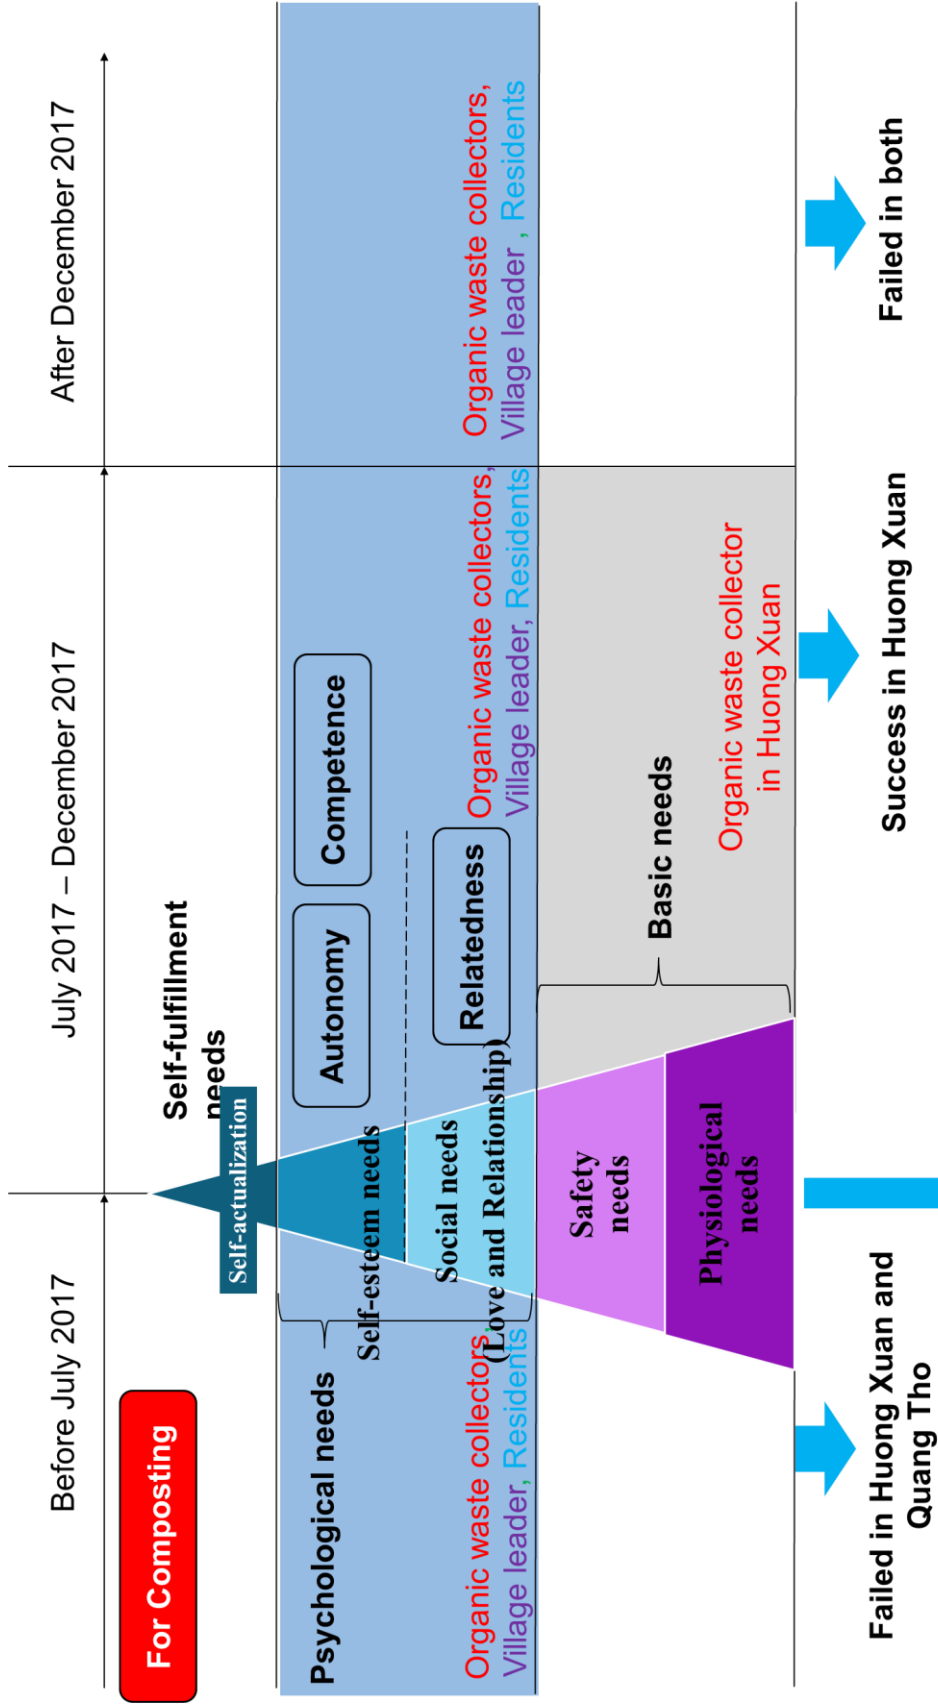 For Composting
Before July 2017
July 2017 – December 2017
After December 2017
Self-fulfillment
needs
Self-actualization
Psychological needs
Autonomy
Competence
Self-esteem needs
Relatedness
Social needs
(Love and Relationship)
Organic waste collectors,
Village leader, Residents
Organic waste collectors,
Village leader, Residents
Organic waste collectors,
Village leader , Residents
Safety
needs
Basic needs
Physiological
needs
Organic waste collector
in Huong Xuan
Failed in Huong Xuan and
Quang Tho
Success in Huong Xuan
Failed in both